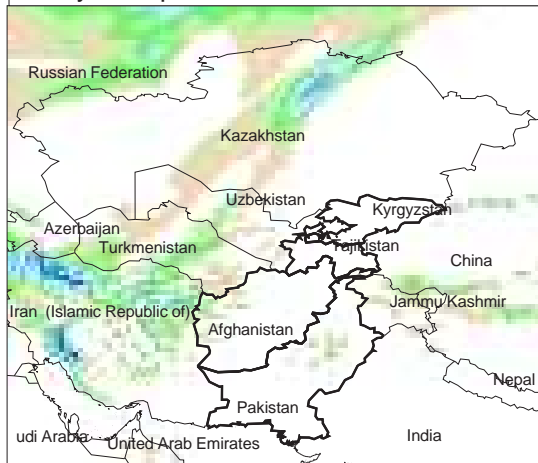 Russian Federation
Kazakhstan
Uzbekistan
Kyrgyzstan
Azerbaijan
Turkmenistan
Tajikistan
China
Iran (Islamic Republic of)
Jammu Kashmir
Afghanistan
Nepal
Pakistan
udi Arabia
United Arab Emirates
India